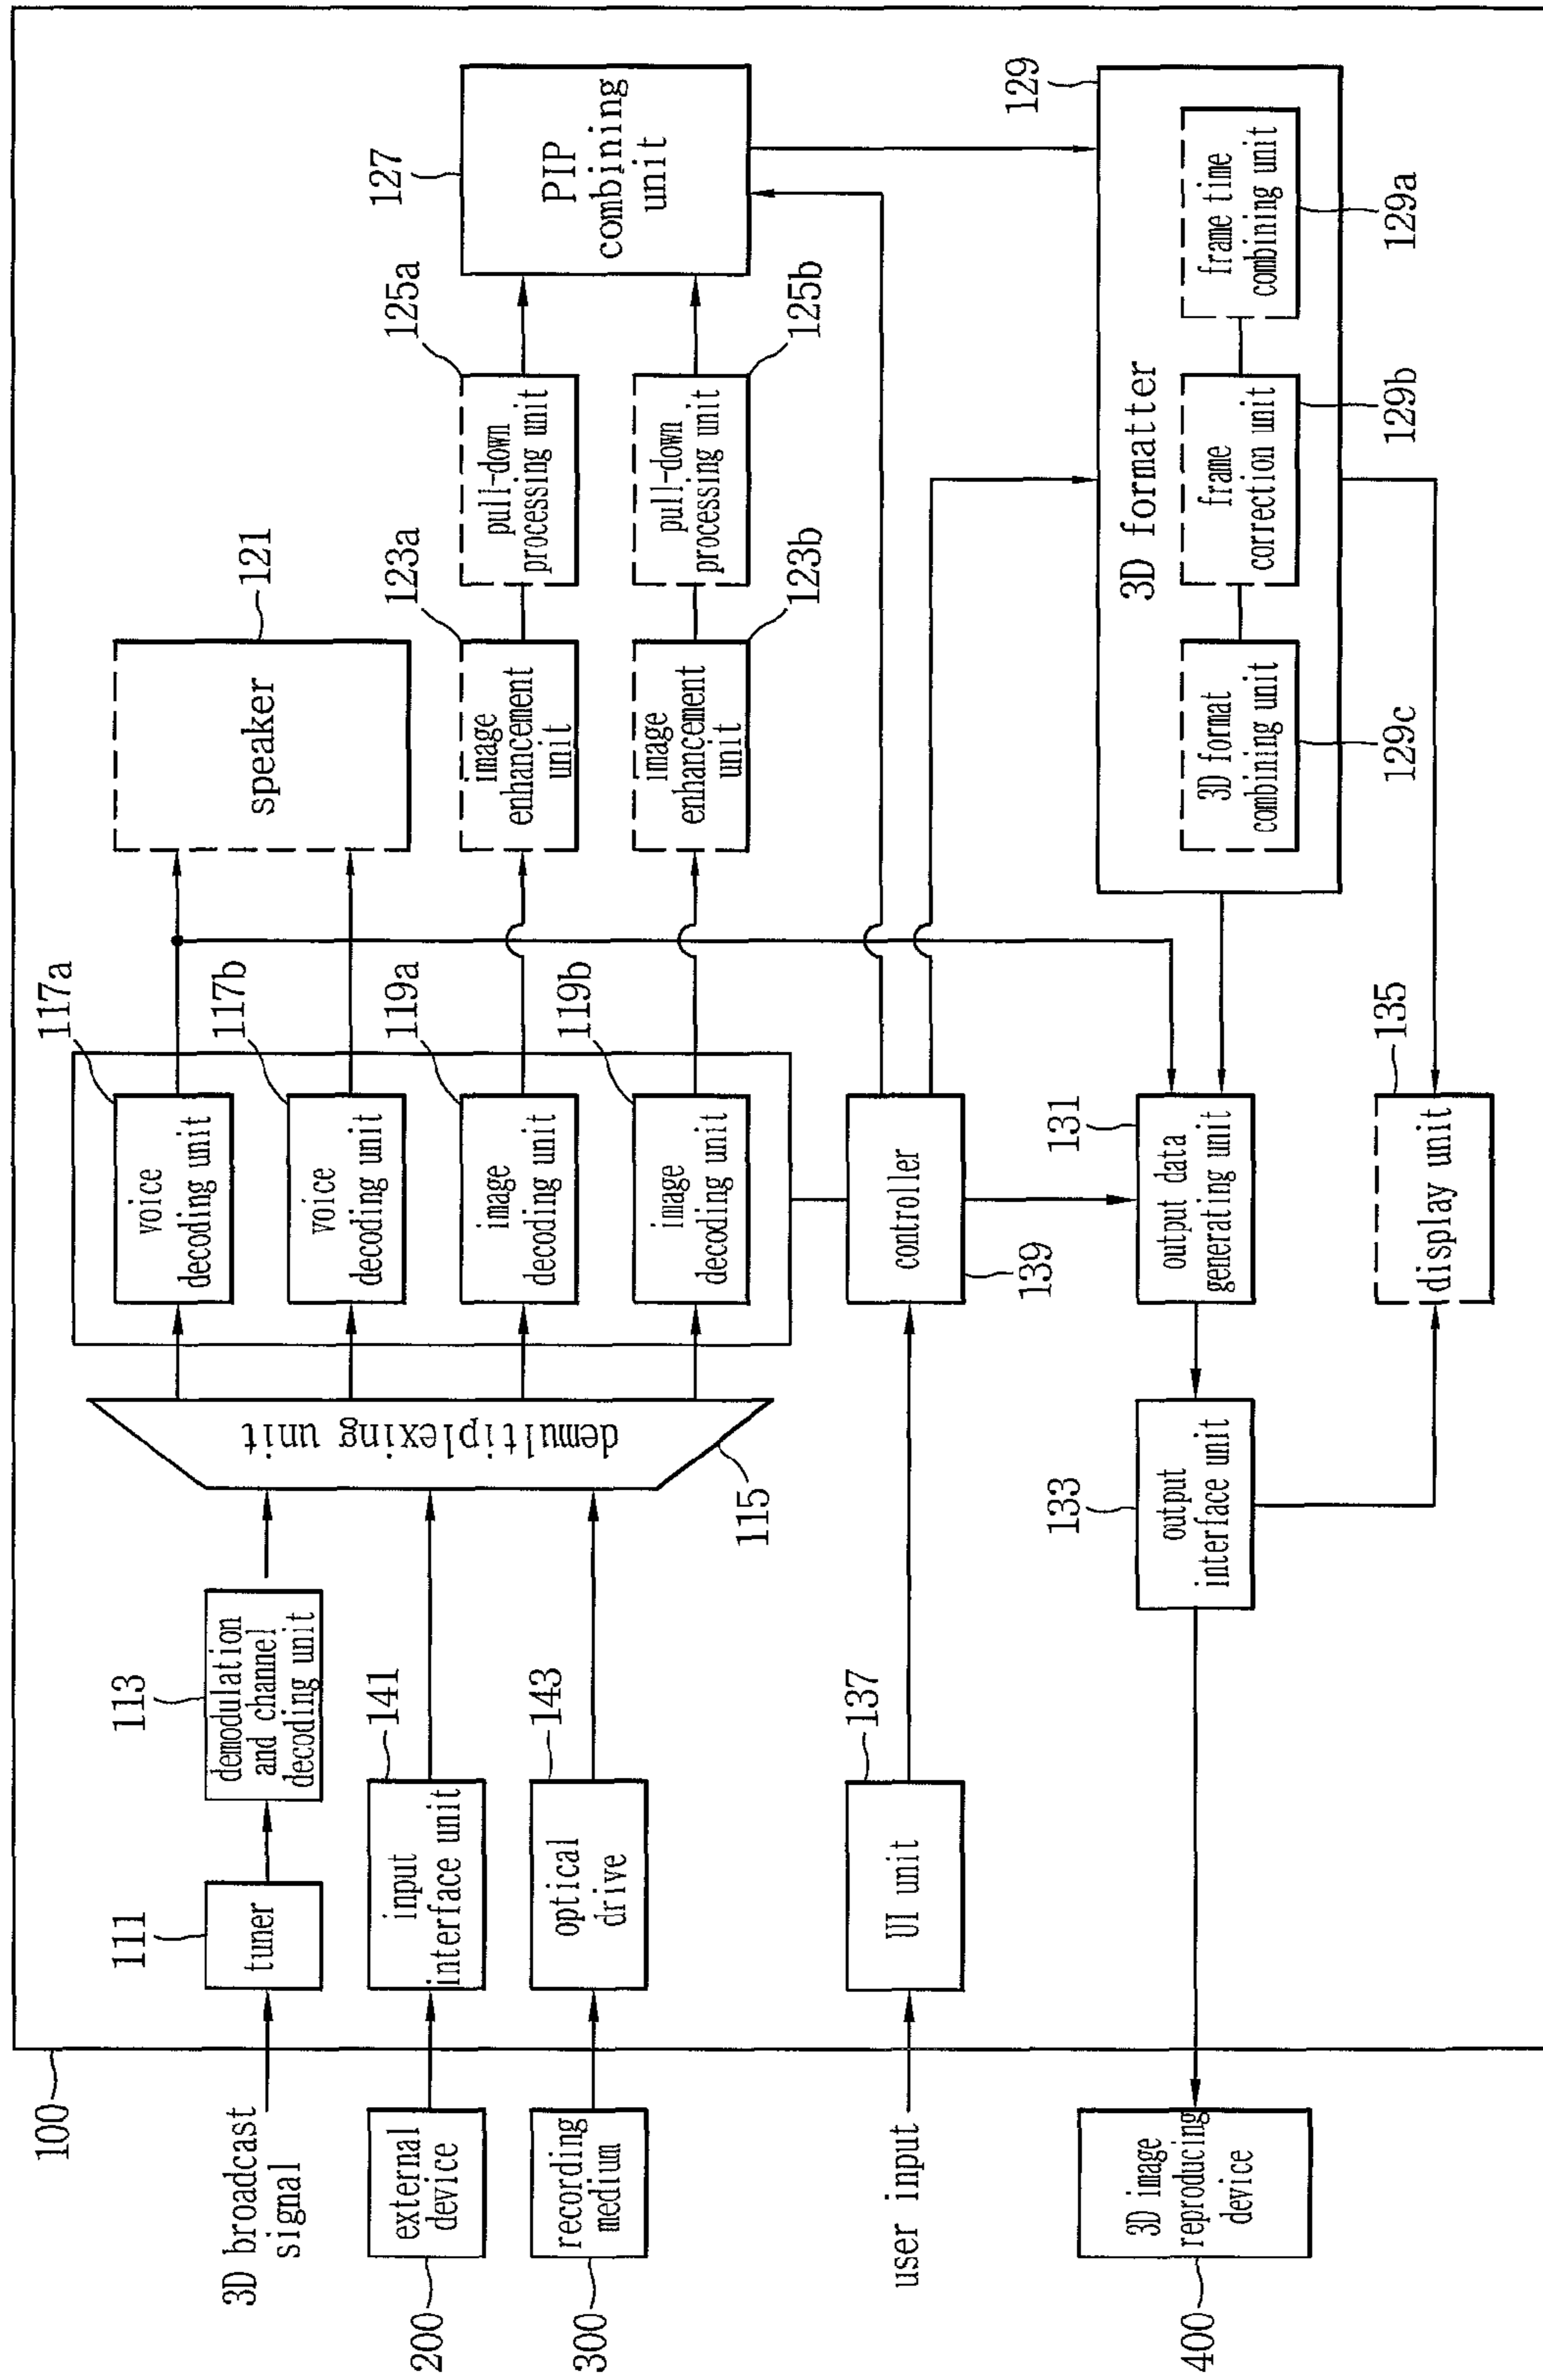 100
3D broadcast
signal
111
tuner
113
demodulation
and channel
decoding unit
200
external
device
141
input
interface unit
300
recording
medium
143
optical
drive
115
demultiplexing unit
117a
voice
decoding unit
117b
voice
decoding unit
119a
image
decoding unit
119b
image
decoding unit
121
speaker
123a
image
enhancement
unit
123b
image
enhancement
unit
125a
pull-down
processing unit
125b
pull-down
processing unit
127
PIP
combining
unit
user input
137
UI unit
139
controller
129
3D formatter
3D format
combining unit
129c
frame
correction unit
129b
frame time
combining unit
129a
131
output data
generating unit
133
output
interface unit
135
display unit
400
3D image
reproducing
device